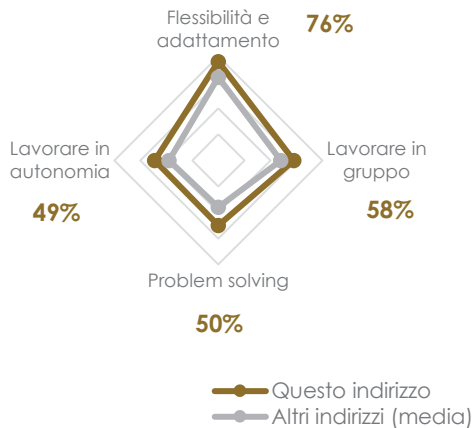 Flessibilità e
adattamento
76%
Lavorare in
autonomia
49%
Lavorare in
gruppo
58%
Problem solving
50%
Questo indirizzo
Altri indirizzi (media)